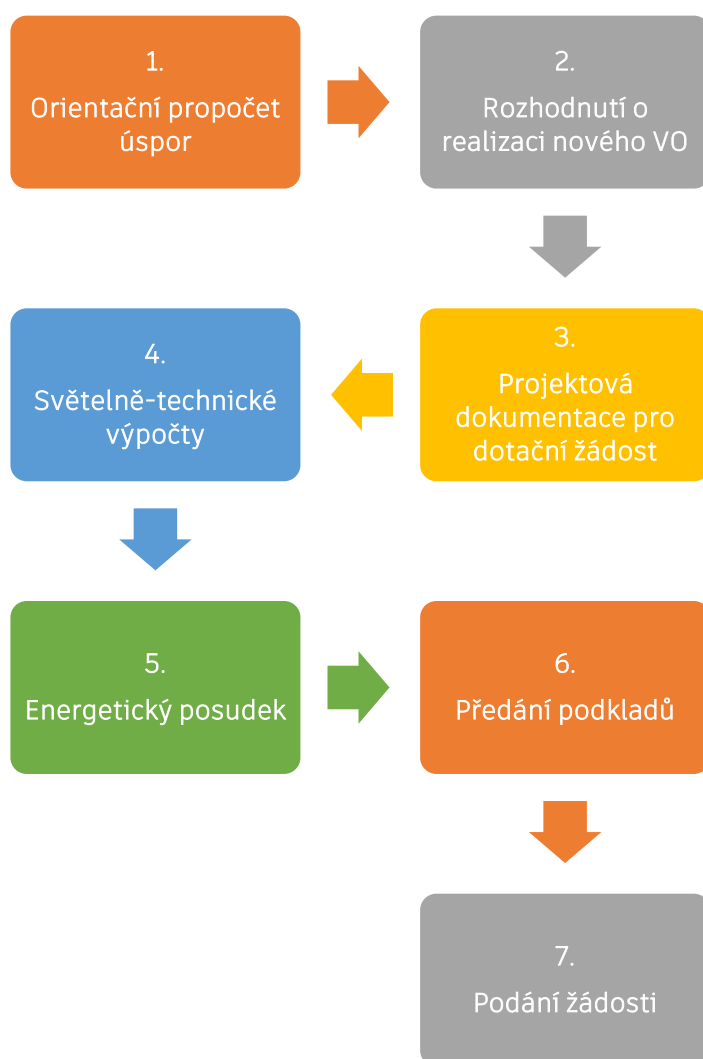 1.
Orientační propočet
úspor
2.
Rozhodnutí o
realizaci nového VO
3.
Projektová
dokumentace pro
dotační žádost
4.
Světelně-technické
výpočty
5.
Energetický posudek
6.
Předání podkladů
7.
Podání žádosti